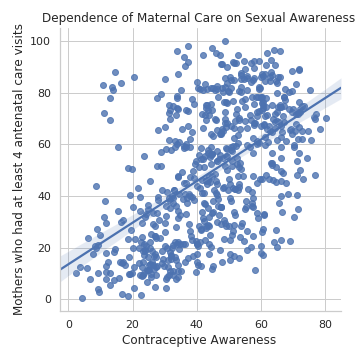 Dependence of Maternal Care on Sexual Awareness
Mothers who had at least 4 antenatal care visits
100
80
60
40
20
0
0 20 40 60 80
Contraceptive Awareness